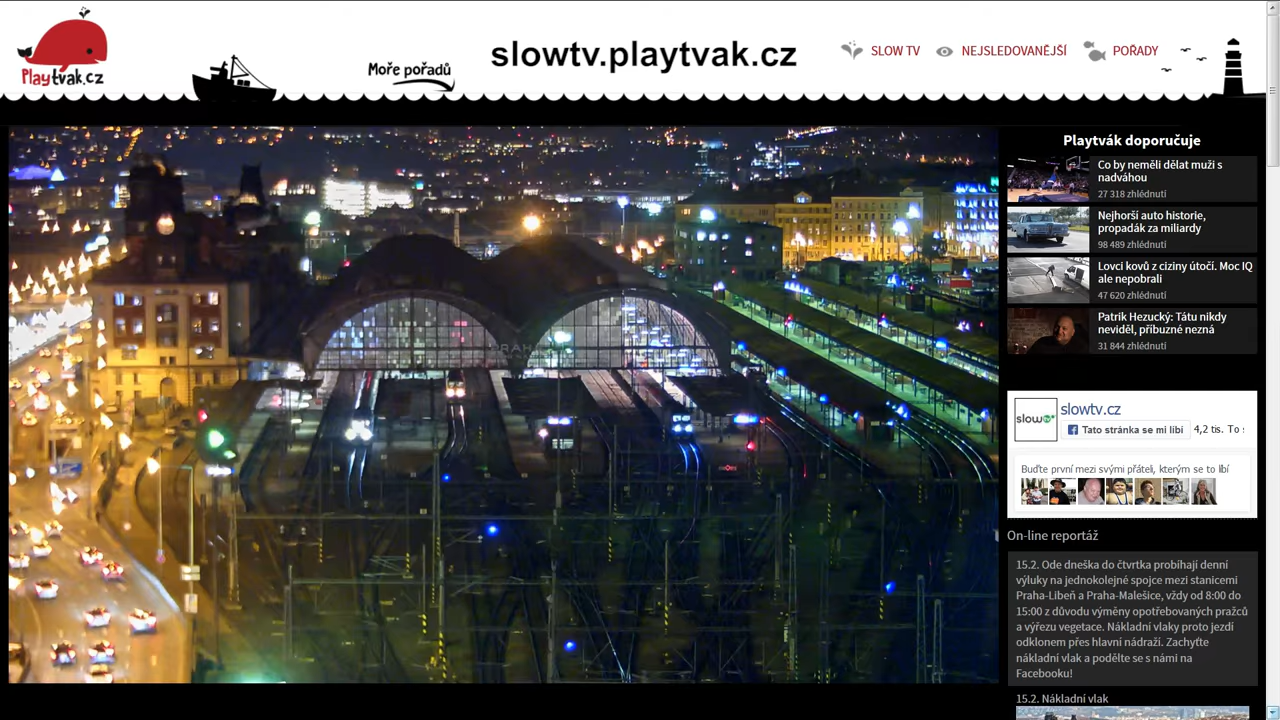 Playtvak.cz
Moře pořadů
slowtv.playtvak.cz
SLOW TV
NEJSLEDOVANĚJŠÍ
POŘADY
PRAHA
Playtvák doporučuje
Co by neměli dělat muži s
nadváhou
27 318 zhlédnutí
Nejhorší auto historie,
propadák za miliardy
98 489 zhlédnutí
Lovci kovů z ciziny útočí. Moc IQ
ale nepobrali
47 620 zhlédnutí
Patrik Hezucký: Tátu nikdy
neviděl, příbuzné nezná
31 844 zhlédnutí
slowtv
slowtv.cz
Tato stránka se mi líbí
4,2 tis. To s
Buďte první mezi svými přáteli, kterým se to líbí
On-line reportáž
15.2. Ode dneška do čtvrtka probíhají denní
výluky na jednokolejné spojce mezi stanicemi
Praha-Libeň a Praha-Malešice, vždy od 8:00 do
15:00 z důvodu výměny opotřebovaných pražců
a výřezu vegetace. Nákladní vlaky proto jezdí
odklonem přes hlavní nádraží. Zachyťte
nákladní vlak a podělte se s námi na
Facebooku!
15.2. Nákladní vlak